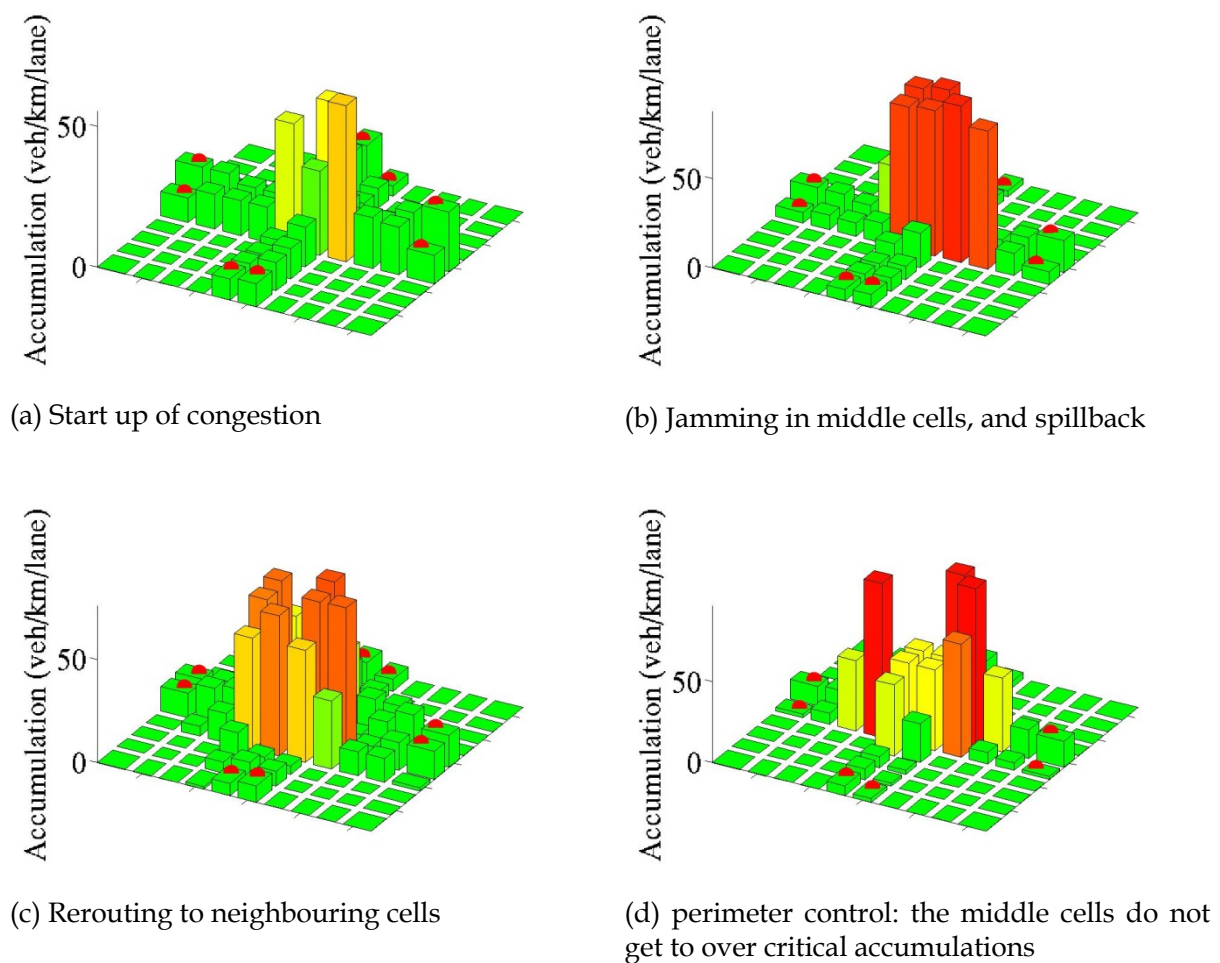 Accumulation (veh/km/lane)
50
0
(a) Start up of congestion
Accumulation (veh/km/lane)
50
0
(b) Jamming in middle cells, and spillback
Accumulation (veh/km/lane)
50
0
(c) Rerouting to neighbouring cells
Accumulation (veh/km/lane)
50
0
(d) perimeter control: the middle cells do not
get to over critical accumulations